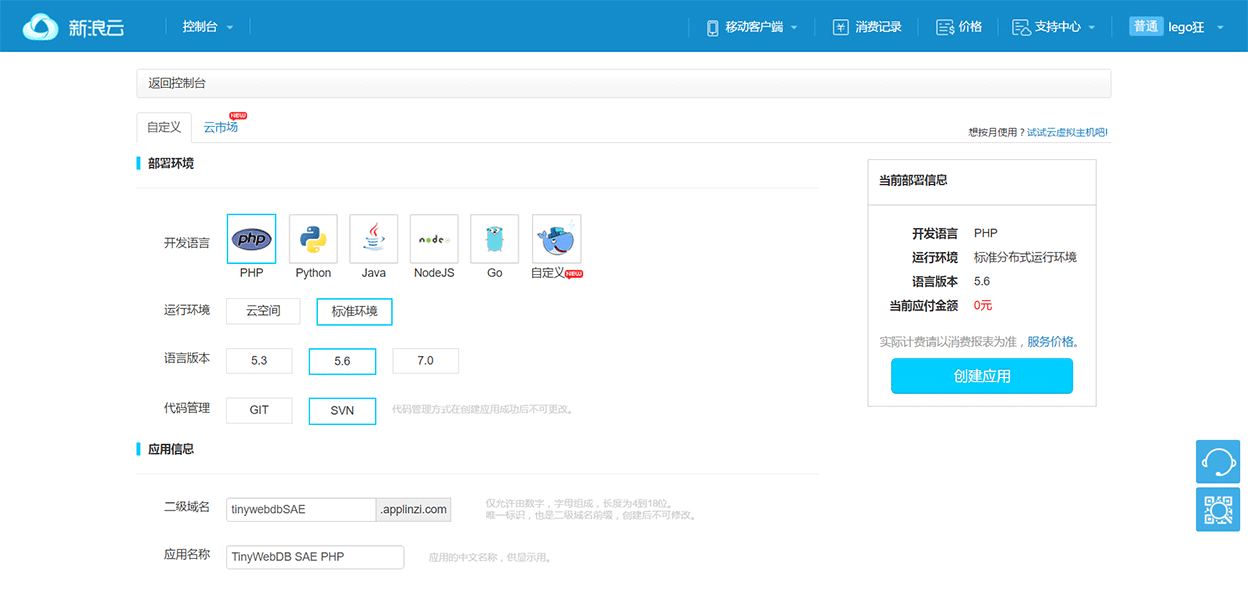 新浪云 控制台 移动客户端 消费记录 价格 支持中心 普通 lego狂
返回控制台
自定义 云市场 NEW
想按月使用？试试云虚拟主机吧!
部署环境
开发语言
php node
PHP Python Java NodeJS Go 自定义 NEW
运行环境 云空间 标准环境
语言版本 5.3 5.6 7.0
代码管理 GIT SVN 代码管理方式在创建应用成功后不可更改。
当前部署信息
开发语言 PHP
运行环境 标准分布式运行环境
语言版本 5.6
当前应付金额 0元
实际计费请以消费报表为准，服务价格。
创建应用
应用信息
二级域名 tinywebdbSAE .applinzi.com
仅允许由数字，字母组成，长度为4到18位。
唯一标识，也是二级域名前缀，创建后不可修改。
应用名称 TinyWebDB SAE PHP 应用的中文名称，供显示用。